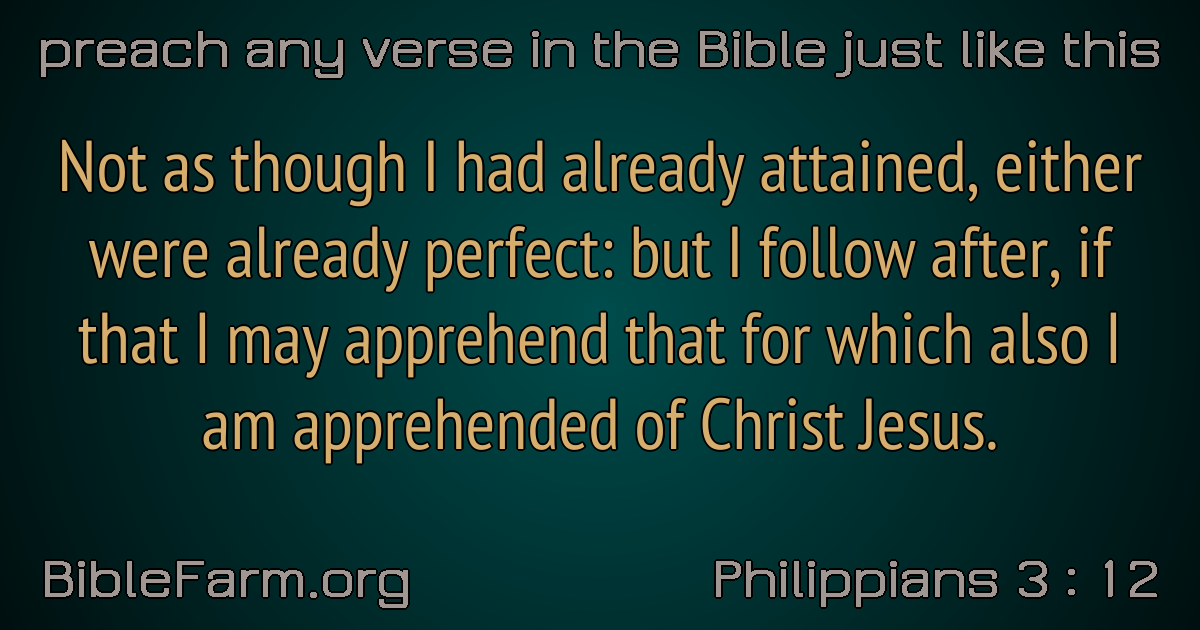 preach any verse in the Bible just like this
Not as though I had already attained, either
were already perfect: but I follow after, if
that I may apprehend that for which also I
am apprehended of Christ Jesus.
BibleFarm.org
Philippians 3 : 12